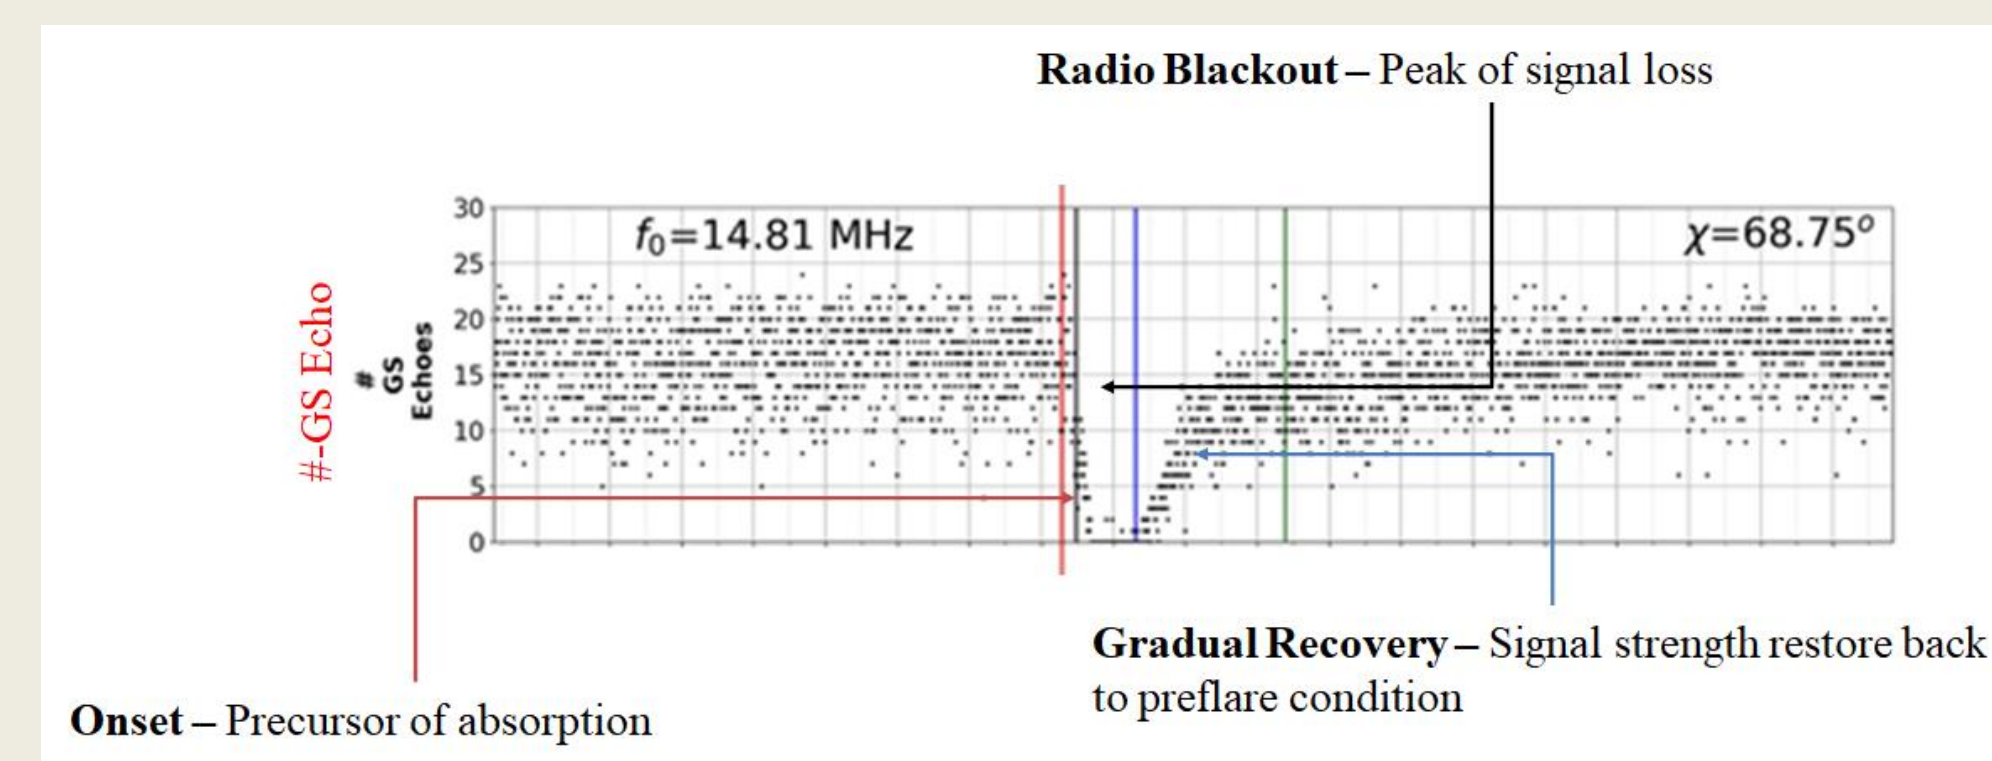 Radio Blackout – Peak of signal loss
30
25
20
15
10
5
0
f₀=14.81 MHz
χ=68.75°
#-GS Echo
#
GS
Echoes
Gradual Recovery – Signal strength restore back
to preflare condition
Onset – Precursor of absorption